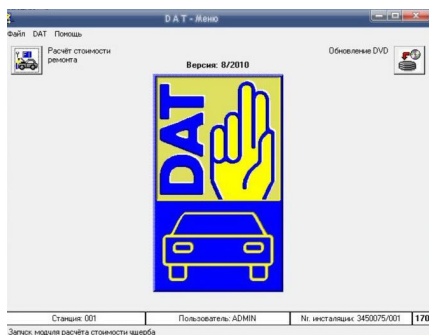 DAT - Меню
Файл DAT Помощь
Расчёт стоимости
ремонта
Версия: 8/2010
Обновление DVD
DAT
Станция: 001
Пользователь: ADMIN
Nr. инсталяции: 3450075/001
170
Запуск модуля расчёта стоимости ущерба